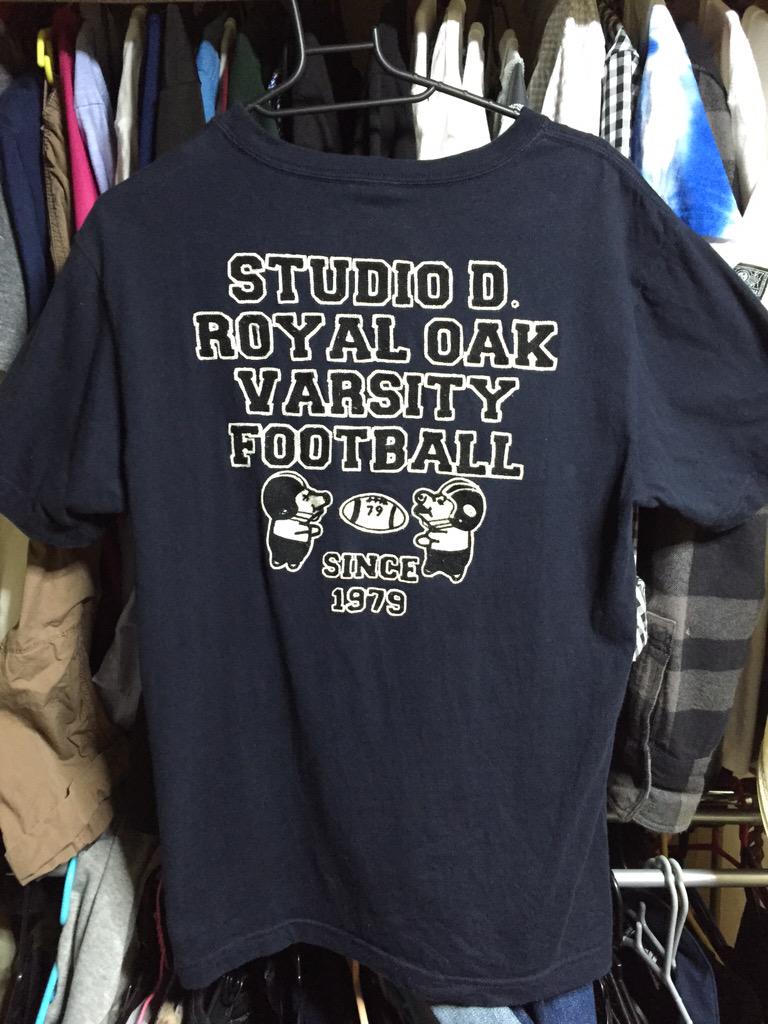 STUDIO D.
ROYAL OAK
VARSITY
FOOTBALL
79
SINCE
1979